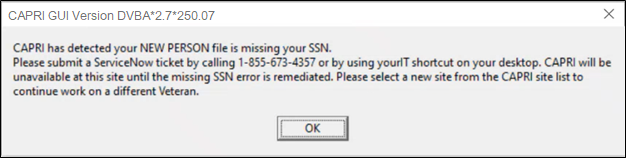 CAPRI GUI Version DVBA*2.7*250.07
CAPRI has detected your NEW PERSON file is missing your SSN.
Please submit a ServiceNow ticket by calling 1-855-673-4357 or by using yourIT shortcut on your desktop. CAPRI will be
unavailable at this site until the missing SSN error is remediated. Please select a new site from the CAPRI site list to
continue work on a different Veteran.
OK